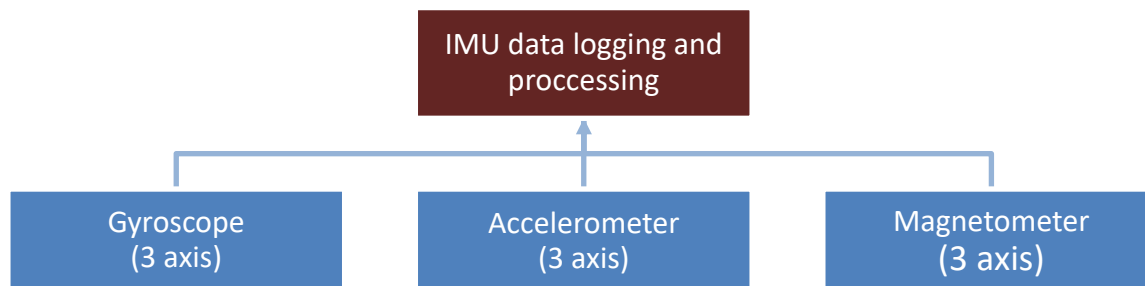 IMU data logging and
proccessing
Gyroscope
(3 axis)
Accelerometer
(3 axis)
Magnetometer
(3 axis)